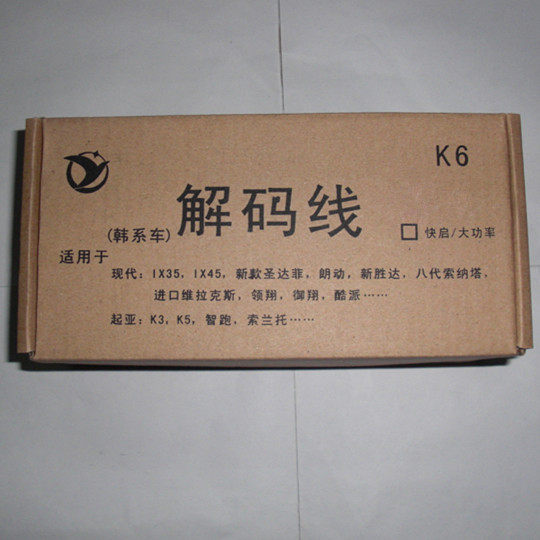 K6
解码线
(韩系车)
快启/大功率
适用于
现代：IX35，IX45，新款圣达菲，朗动，新胜达，八代索纳塔，
进口维拉克斯，领翔，御翔，酷派……
起亚：K3，K5，智跑，索兰托……